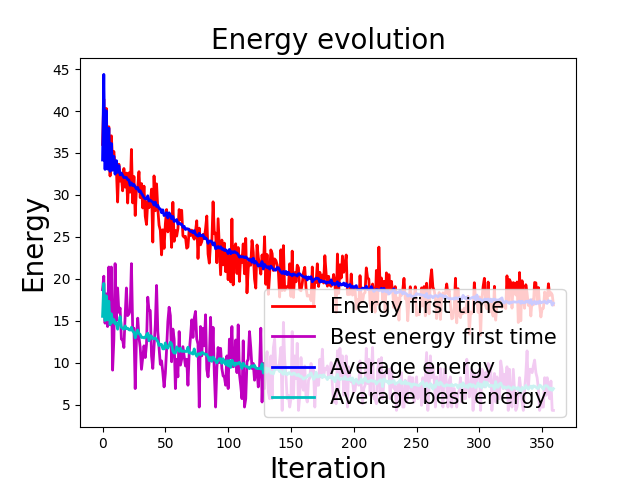 Energy evolution
45
40
35
30
25
20
15
10
5
Energy
Energy first time
Best energy first time
Average energy
Average best energy
0 50 100 150 200 250 300 350
Iteration